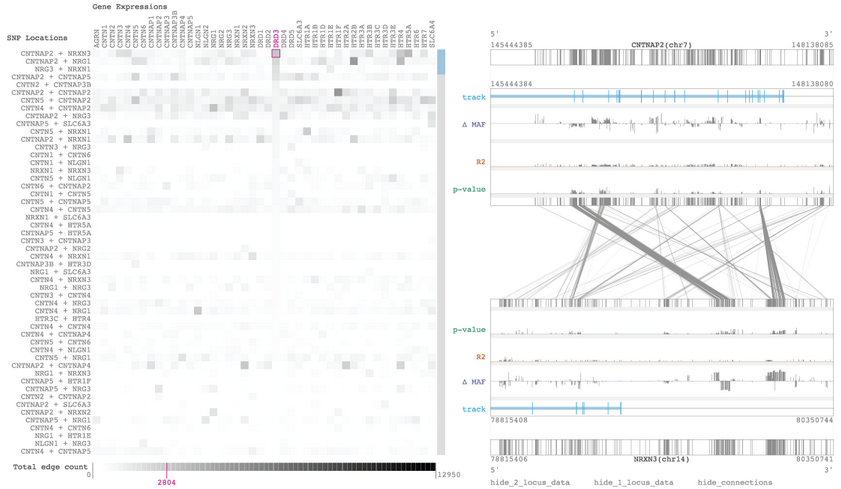 Gene Expressions
SNP Locations
AGRN
CNTN1
CNTN2
CNTN3
CNTN4
CNTN5
CNTN6
CNTNAP1
CNTNAP2
CNTNAP3
CNTNAP3B
CNTNAP4
CNTNAP5
NLGN1
NLGN2
NRG1
NRG2
NRG3
NRXN1
NRXN2
NRXN3
DRD1
DRD2
DRD3
DRD4
DRD5
SLC6A3
HTR1A
HTR1B
HTR1D
HTR1E
HTR1F
HTR2A
HTR2B
HTR3A
HTR3B
HTR3C
HTR3D
HTR3E
HTR4
HTR5A
HTR6
HTR7
SLC6A4
CNTNAP2 + NRXN3
CNTNAP2 + NRG1
NRG3 + NRXN1
CNTNAP2 + CNTNAP5
CNTN2 + CNTNAP3B
CNTNAP2 + CNTNAP2
CNTN5 + CNTNAP2
CNTN4 + CNTNAP2
CNTNAP2 + NRG3
CNTNAP5 + SLC6A3
CNTN5 + NRXN1
CNTNAP2 + NRXN1
CNTN3 + NRG3
CNTN1 + CNTN6
CNTN1 + NLGN1
NRXN1 + NRXN3
CNTN5 + NLGN1
CNTN6 + CNTNAP2
CNTN1 + CNTN5
CNTN5 + CNTNAP5
CNTN4 + CNTN5
NRXN1 + SLC6A3
CNTN4 + HTR5A
CNTNAP5 + HTR5A
CNTN3 + CNTNAP3
CNTNAP2 + NRG2
CNTN4 + NRXN1
CNTNAP3B + HTR3D
NRG1 + SLC6A3
CNTN4 + NRXN3
NRG1 + NRG3
CNTN3 + CNTN4
CNTN4 + NRG3
CNTN4 + NRG1
HTR3C + HTR4
CNTN4 + CNTN4
CNTN4 + CNTNAP4
CNTN5 + CNTN6
CNTN4 + NLGN1
CNTN5 + NRG1
CNTNAP2 + CNTNAP4
NRG1 + NRXN3
CNTNAP5 + HTR1F
CNTNAP5 + NRG3
CNTN2 + CNTNAP2
CNTNAP2 + SLC6A3
CNTNAP2 + NRXN2
CNTNAP5 + NRG1
CNTN4 + CNTN6
NRG1 + HTR1E
NLGN1 + NRG3
CNTN4 + CNTNAP5
Total edge count
0
2804
12950
5' 3'
145444385 CNTNAP2(chr7) 148138085
145444384 148138080
track
Δ MAF
R2
p-value
p-value
R2
Δ MAF
track
78815408 80350744
78815406 NRXN3(chr14) 80350741
5' 3'
hide_2_locus_data hide_1_locus_data hide_connections